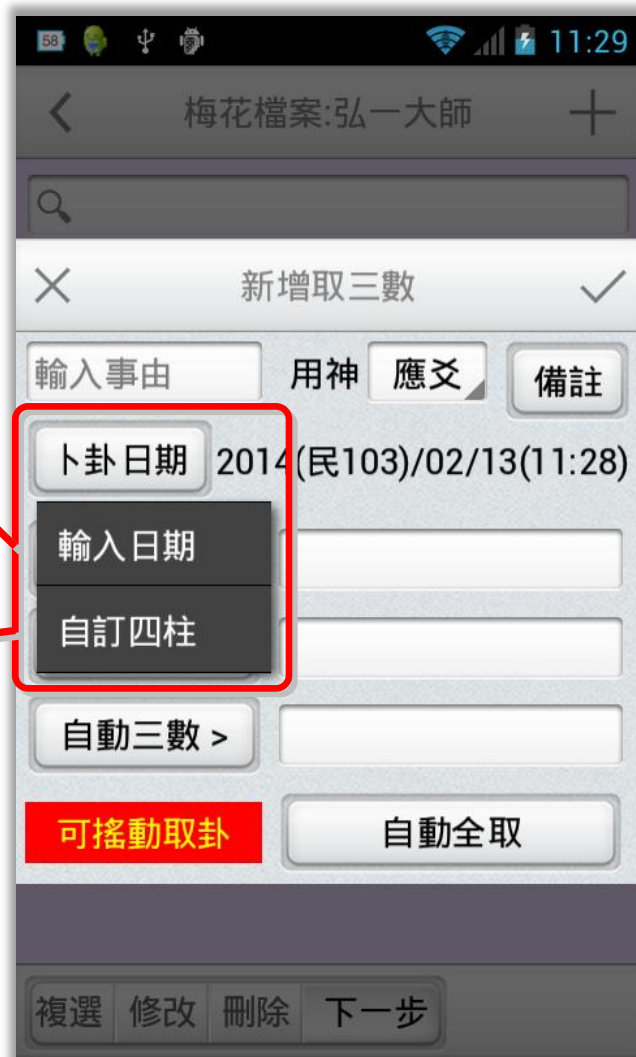 58 11:29
梅花檔案:弘一大師
新增取三數
輸入事由 用神 應爻 備註
卜卦日期 2014(民103)/02/13(11:28)
輸入日期
自訂四柱
自動三數 >
可搖動取卦 自動全取
複選 修改 刪除 下一步